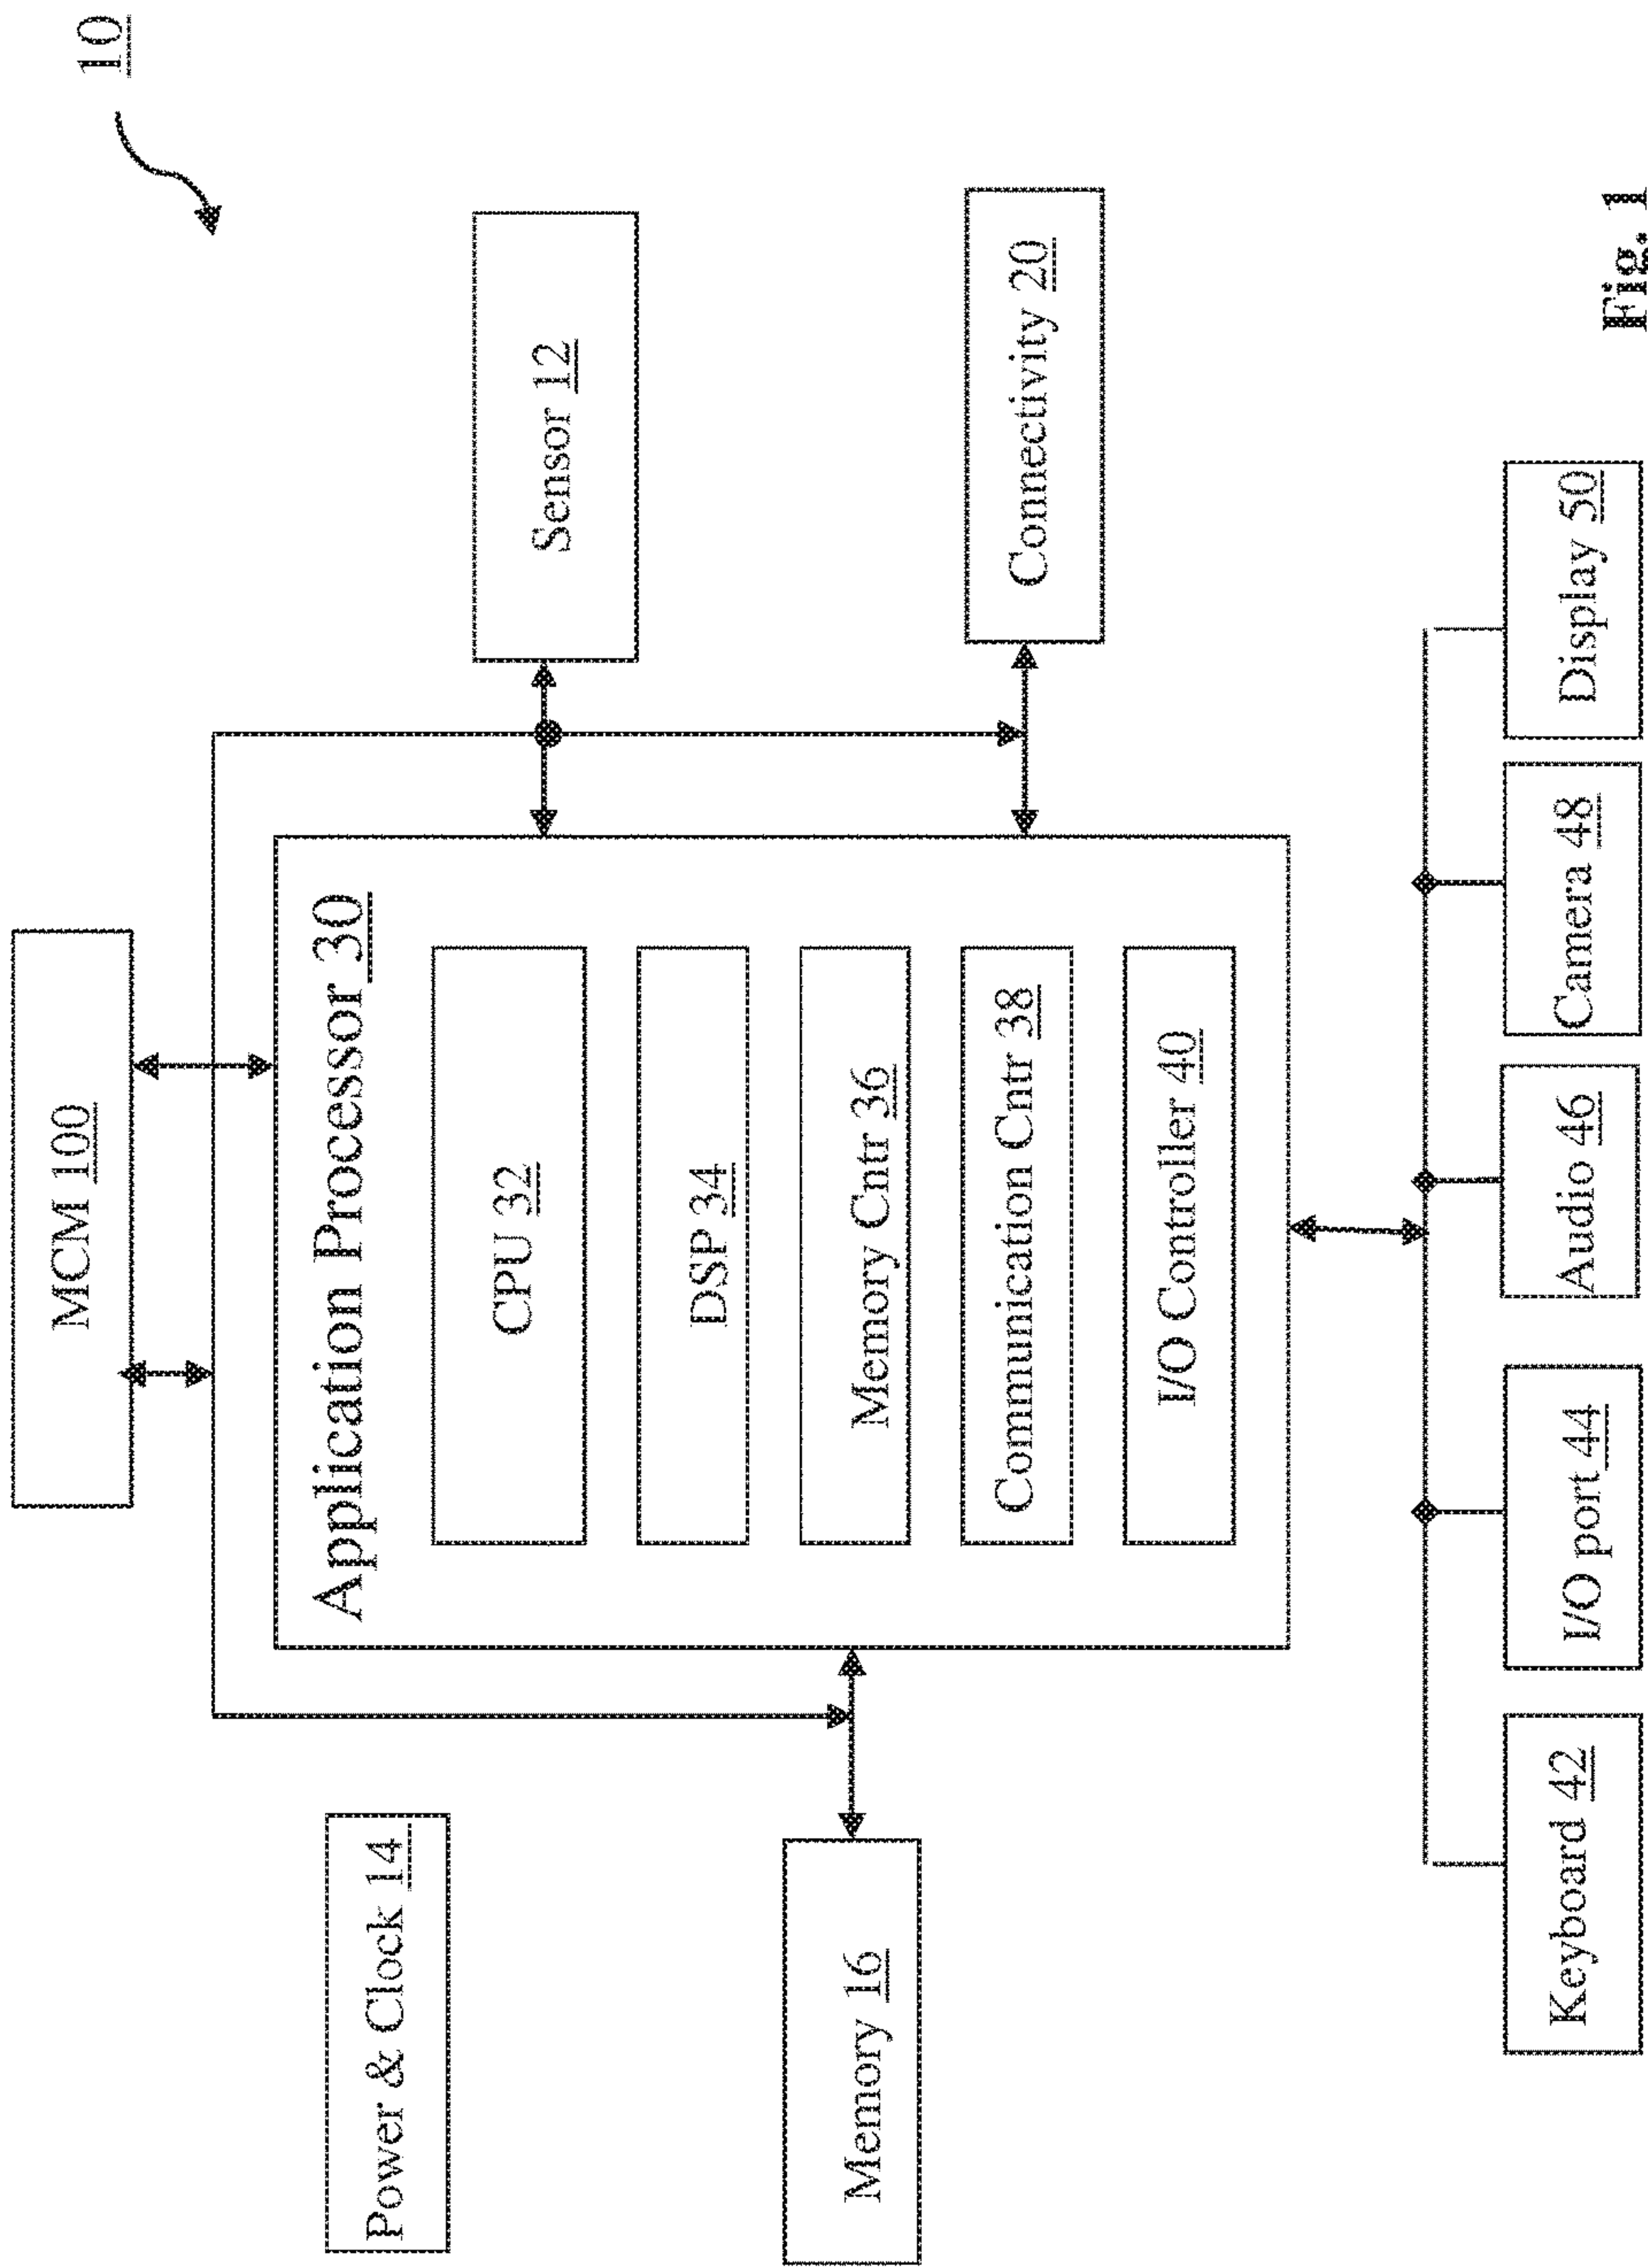 10
MCM 100
Power & Clock 14
Application Processor 30
CPU 32
Sensor 12
DSP 34
Memory 16
Memory Cntr 36
Communication Cntr 38
Connectivity 20
I/O Controller 40
Keyboard 42
I/O port 44
Audio 46
Camera 48
Display 50
Fig. 1